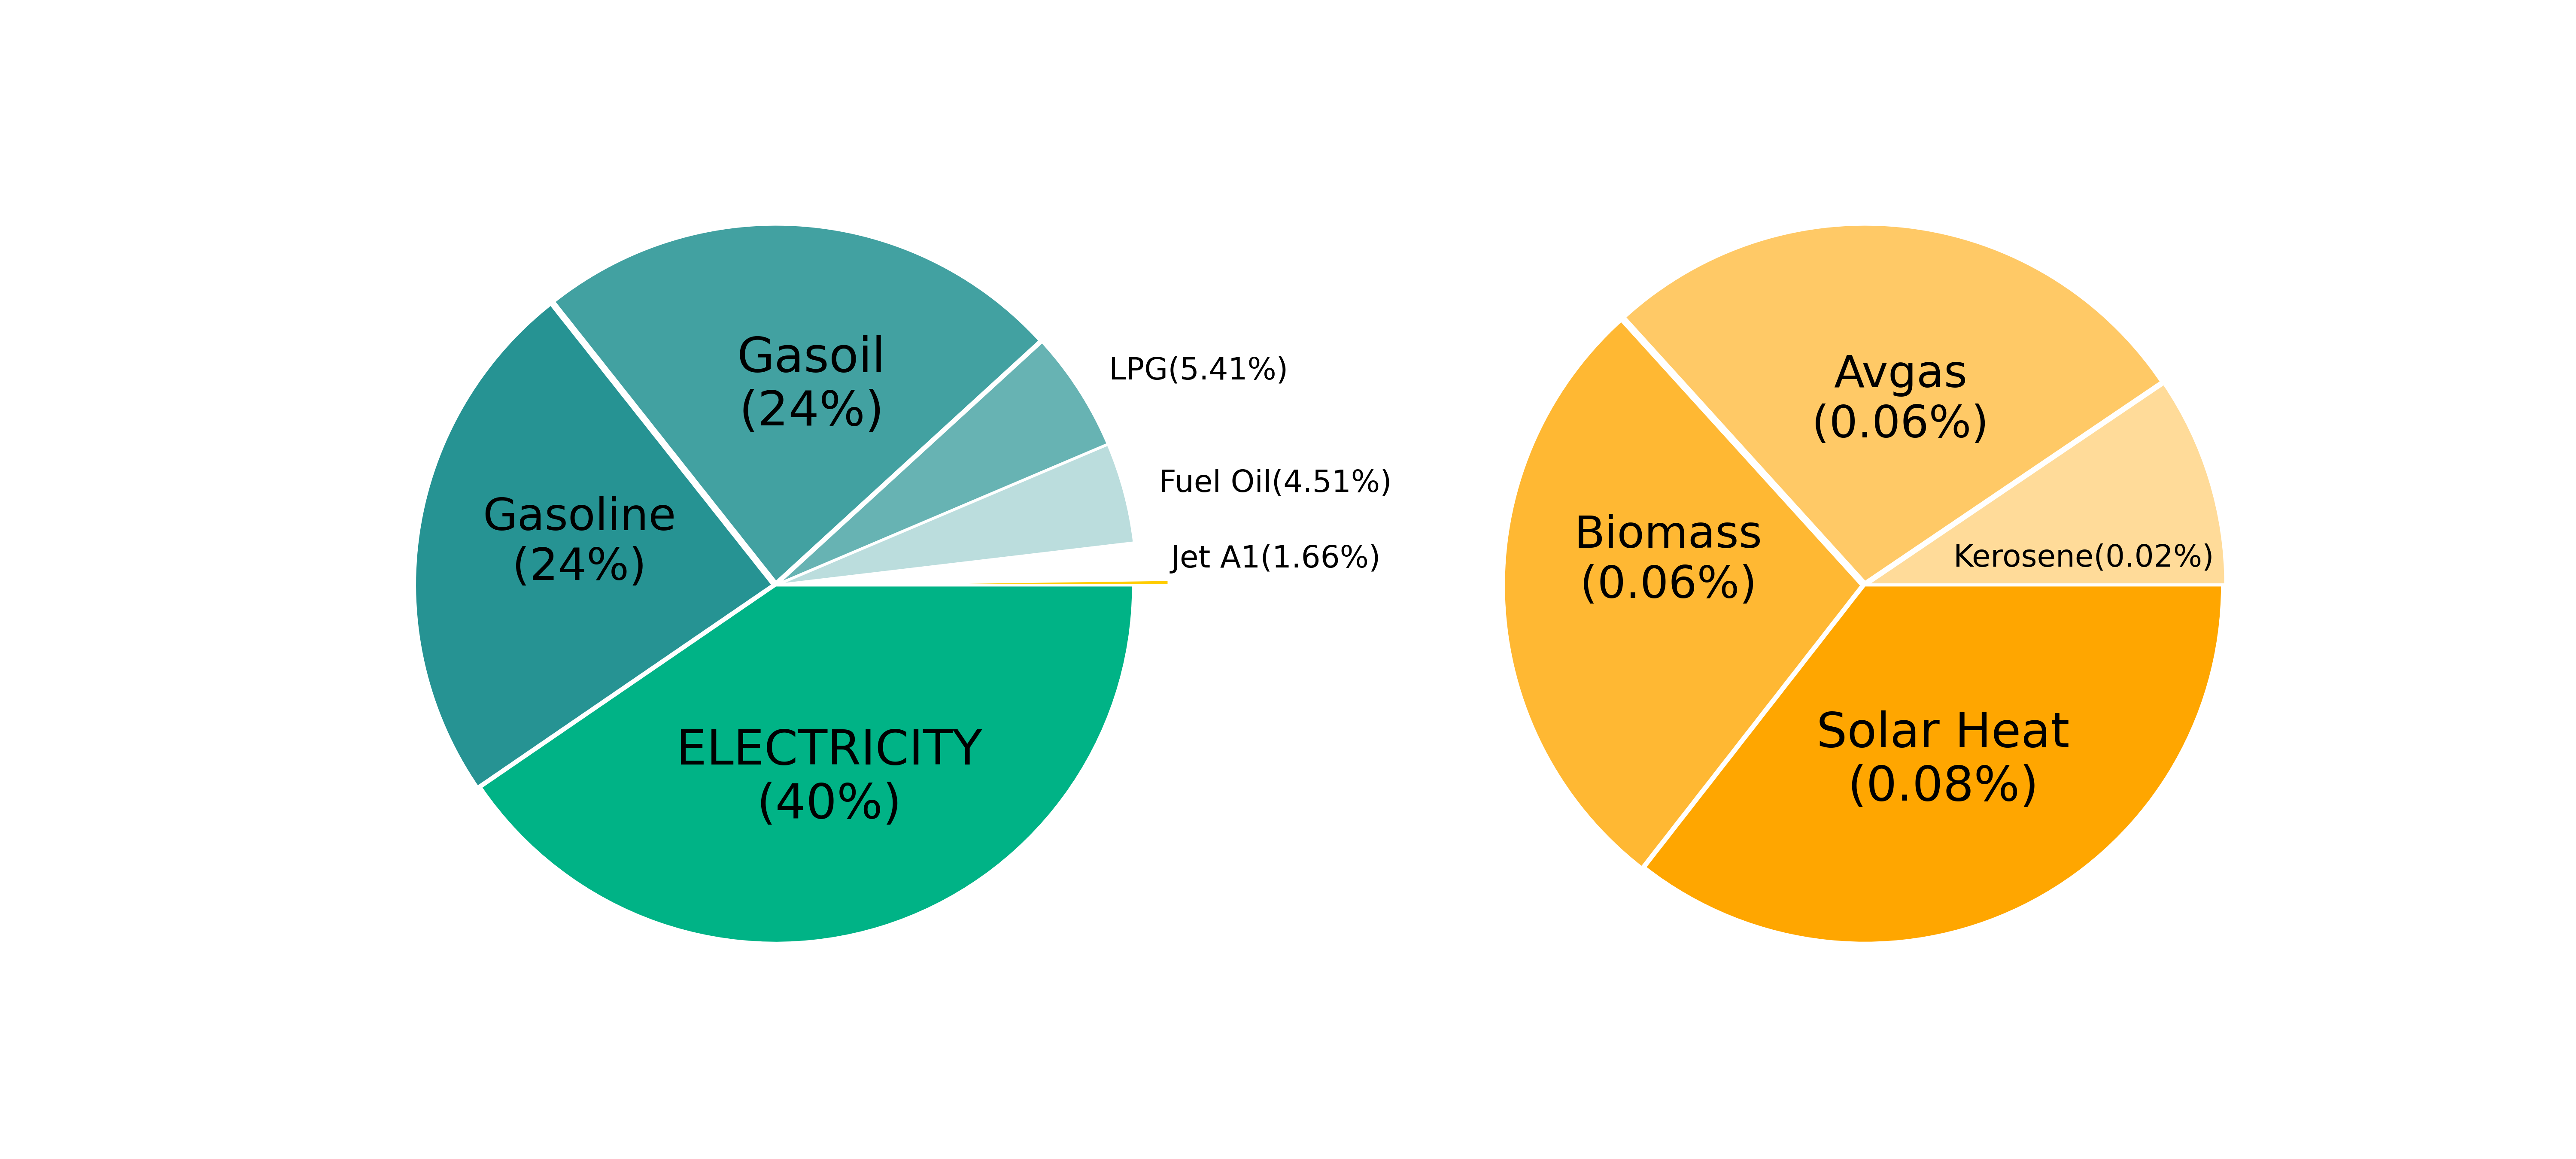 Gasoil
(24%)
LPG(5.41%)
Fuel Oil(4.51%)
Jet A1(1.66%)
Gasoline
(24%)
ELECTRICITY
(40%)
Avgas
(0.06%)
Kerosene(0.02%)
Biomass
(0.06%)
Solar Heat
(0.08%)